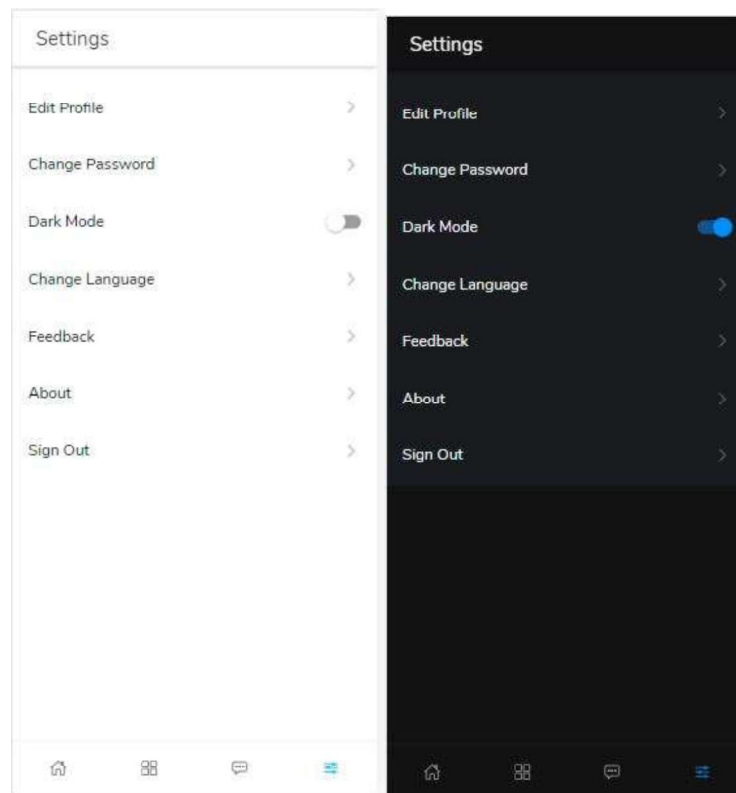 Settings
Edit Profile
Change Password
Dark Mode
Change Language
Feedback
About
Sign Out
Settings
Edit Profile
Change Password
Dark Mode
Change Language
Feedback
About
Sign Out